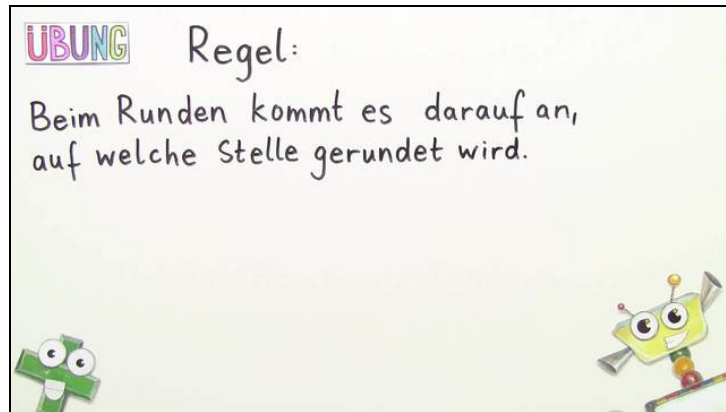 ÜBUNG Regel:
Beim Runden kommt es darauf an,
auf welche Stelle gerundet wird.